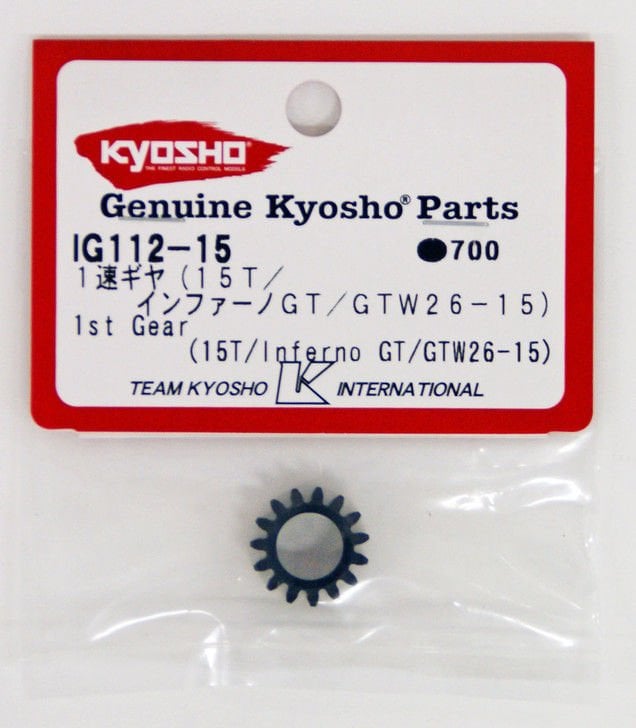 KYOSHO®
THE FINEST RADIO CONTROL MODELS
Genuine Kyosho® Parts
IG112-15 ●700
1速ギヤ(15T/
インファーノGT/GTW26-15)
1st Gear
(15T/Inferno GT/GTW26-15)
TEAM KYOSHO K INTERNATIONAL